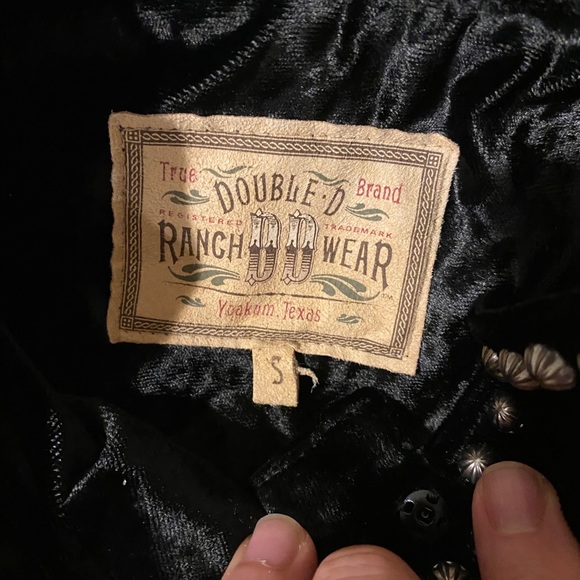 True Brand
DOUBLE·D
REGISTERED TRADEMARK
RANCH DD WEAR
Yoakum, Texas
S